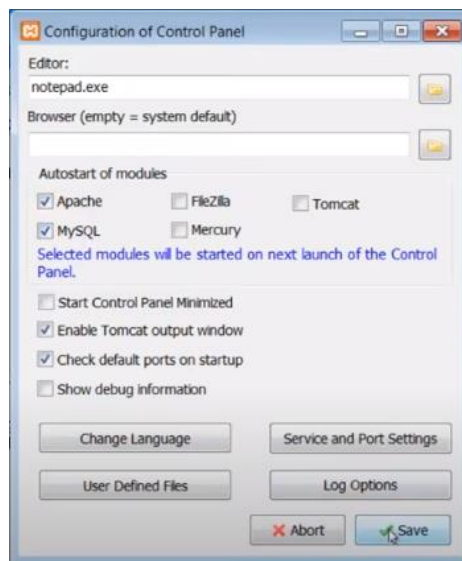 Configuration of Control Panel
Editor:
notepad.exe
Browser (empty = system default)
Autostart of modules
Apache
FileZilla
Tomcat
MySQL
Mercury
Selected modules will be started on next launch of the Control
Panel.
Start Control Panel Minimized
Enable Tomcat output window
Check default ports on startup
Show debug information
Change Language
Service and Port Settings
User Defined Files
Log Options
Abort
Save